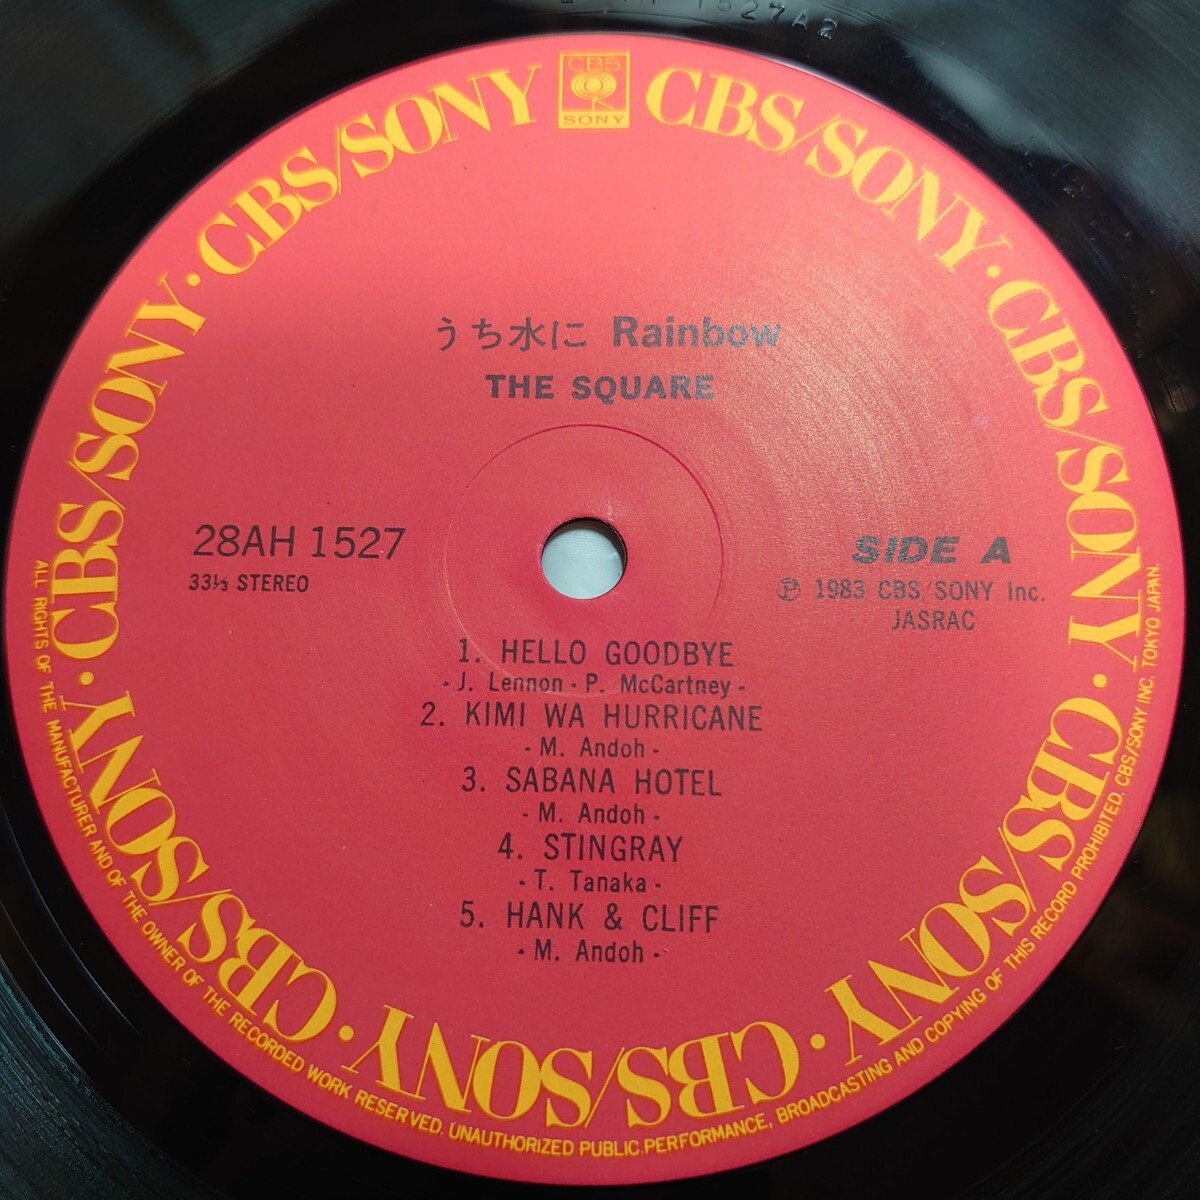 1527A2
CBS
SONY
CBS/SONY · CBS/SONY · CBS/SONY · CBS/SONY · CBS/SONY · CBS/SONY · CBS/SONY · CBS/SONY · CBS/SONY
うち水に Rainbow
THE SQUARE
28AH 1527
33⅓ STEREO
SIDE A
Ⓟ 1983 CBS/SONY Inc.
JASRAC
1. HELLO GOODBYE
- J. Lennon - P. McCartney -
2. KIMI WA HURRICANE
- M. Andoh -
3. SABANA HOTEL
- M. Andoh -
4. STINGRAY
- T. Tanaka -
5. HANK & CLIFF
- M. Andoh -
ALL RIGHTS OF THE MANUFACTURER AND OF THE OWNER OF THE RECORDED WORK RESERVED. UNAUTHORIZED PUBLIC PERFORMANCE, BROADCASTING AND COPYING OF THIS RECORD PROHIBITED. CBS/SONY INC. TOKYO JAPAN.